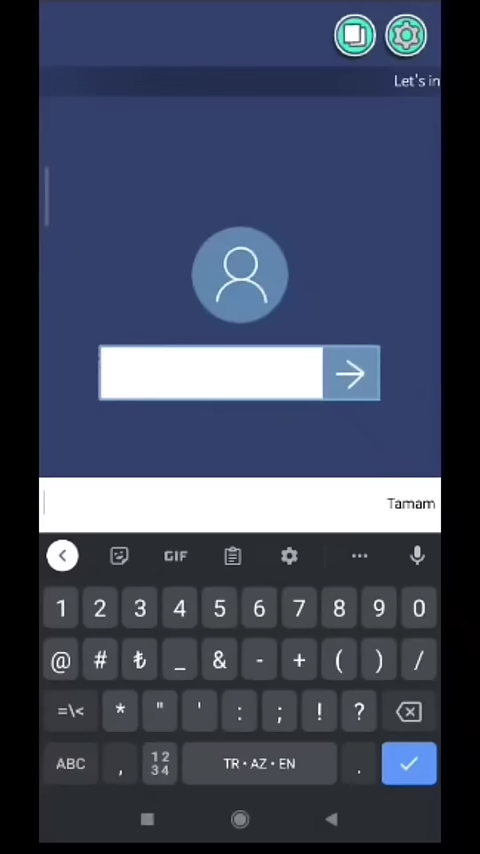 Let's in
Tamam
GIF
1 2 3 4 5 6 7 8 9 0
@ # ₺ _ & - + ( ) /
=\< * " ' : ; ! ?
ABC , 12 34 TR • AZ • EN .